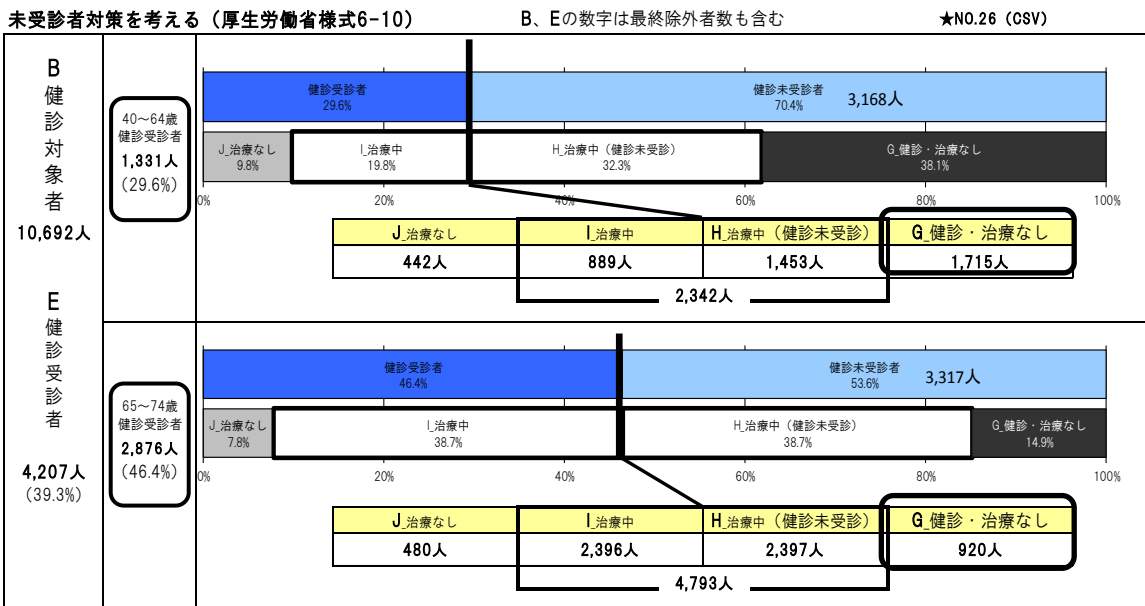 未受診者対策を考える（厚生労働省様式6-10） B、Eの数字は最終除外者数も含む ★NO.26（CSV）
B
健
診
対
象
者
10,692人
E
健
診
受
診
者
4,207人
(39.3%)
40～64歳
健診受診者
1,331人
(29.6%)
健診受診者
29.6%
健診未受診者
70.4%
3,168人
J_治療なし
9.8%
I_治療中
19.8%
H_治療中（健診未受診）
32.3%
G_健診・治療なし
38.1%
0% 20% 40% 60% 80% 100%
J_治療なし I_治療中 H_治療中（健診未受診） G_健診・治療なし
442人 889人 1,453人 1,715人
2,342人
65～74歳
健診受診者
2,876人
(46.4%)
健診受診者
46.4%
健診未受診者
53.6%
3,317人
J_治療なし
7.8%
I_治療中
38.7%
H_治療中（健診未受診）
38.7%
G_健診・治療なし
14.9%
0% 20% 40% 60% 80% 100%
J_治療なし I_治療中 H_治療中（健診未受診） G_健診・治療なし
480人 2,396人 2,397人 920人
4,793人